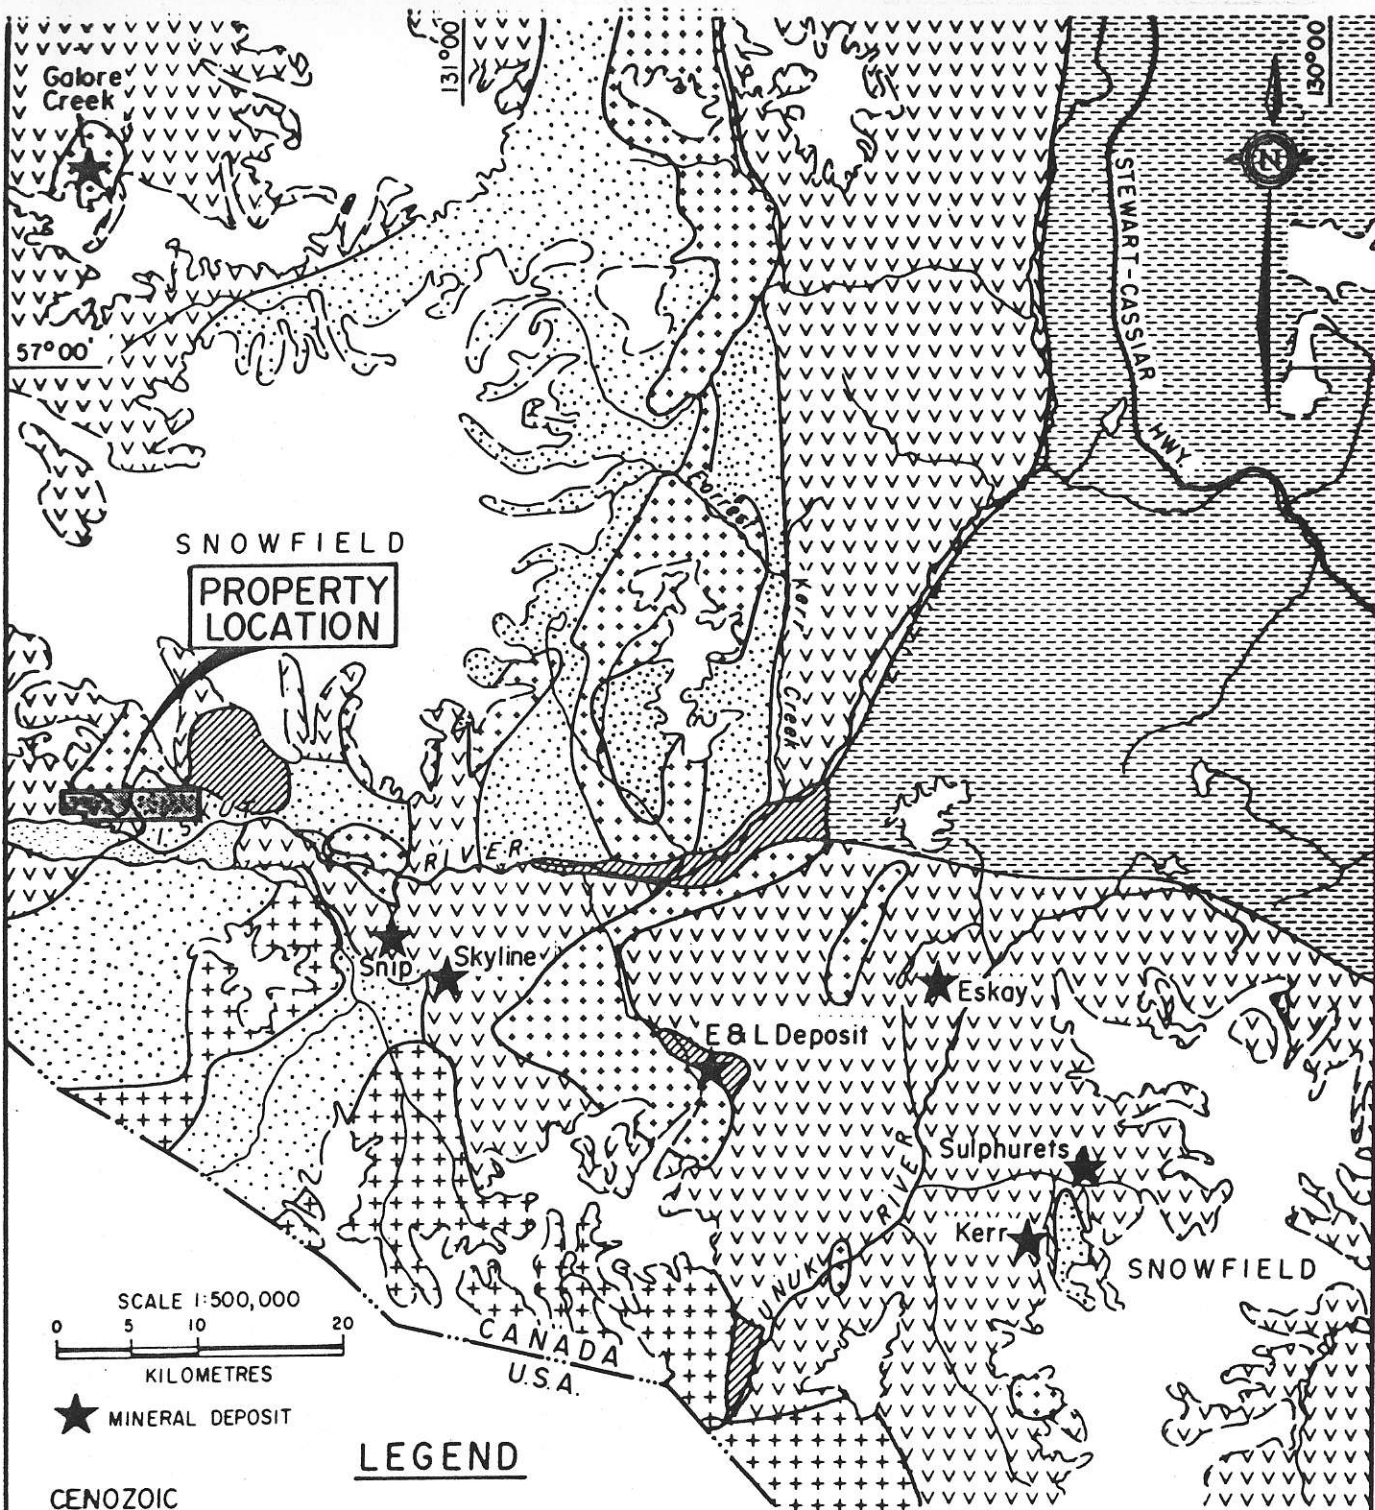 Galore
Creek
131°00'
130°00'
N
STEWART-CASSIAR
HWY.
57°00'
Forrest
Kerr
Creek
SNOWFIELD
PROPERTY
LOCATION
RIVER
Snip
Skyline
Eskay
E & L Deposit
Sulphurets
RIVER
UNUK
Kerr
SNOWFIELD
SCALE 1:500,000
0 5 10 20
KILOMETRES
CANADA
U.S.A.
MINERAL DEPOSIT
LEGEND
CENOZOIC